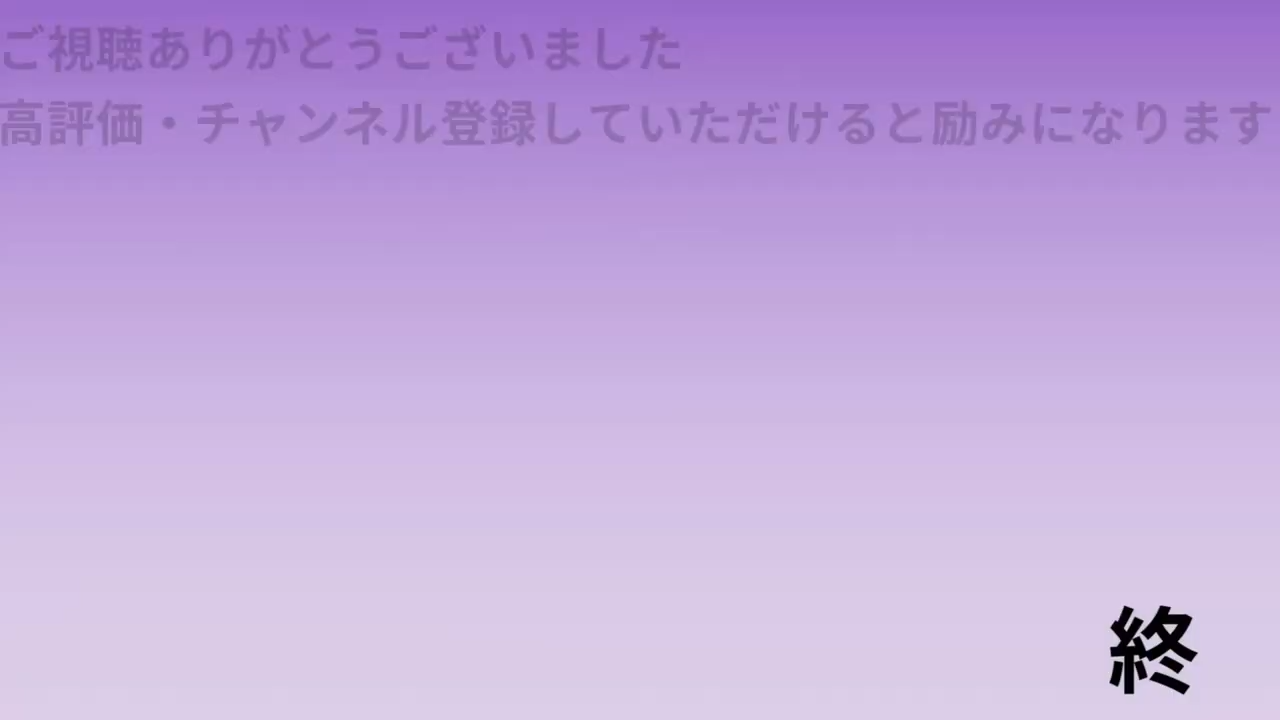 ご視聴ありがとうございました
高評価・チャンネル登録していただけると励みになります
終